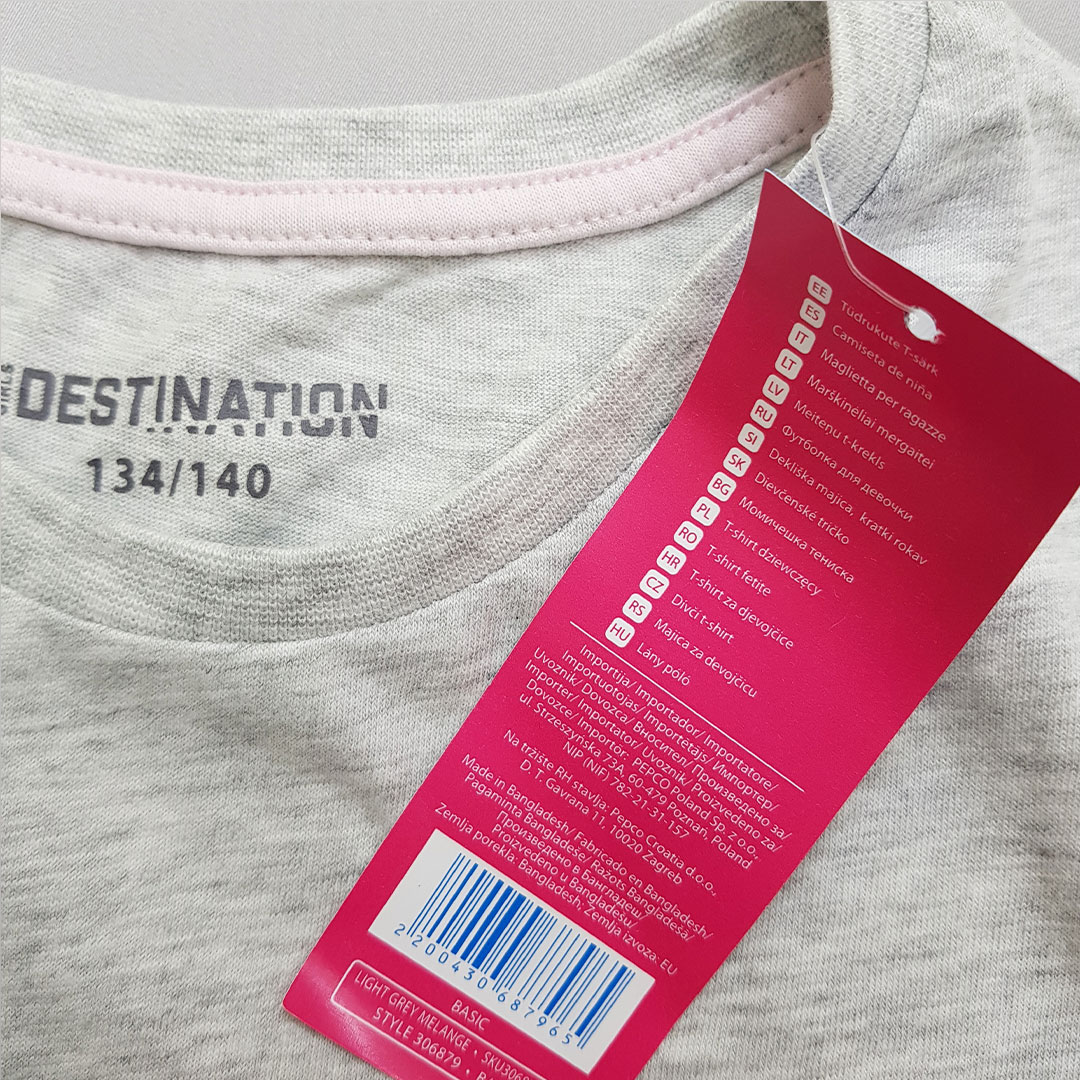 DESTINATION
134/140
EE Tüdrukute T-särk
ES Camiseta de niña
IT Maglietta per ragazze
LT Marškinėliai mergaitei
LV Meiteņu t-krekls
RU Футболка для девочки
SI Dekliška majica, kratki rokav
SK Dievčenské tričko
BG Момичешка тениска
PL T-shirt dziewczęcy
RO T-shirt fetițe
HR T-shirt za djevojčice
CZ Dívčí t-shirt
RS Majica za devojčicu
HU Lány póló
Importija/ Importador/ Importatore/
Importuotojas/ Importētājs/ Импортер/
Uvoznik/ Dovozca/ Вносител/ Произведено за/
Importer/ Importator/ Uvoznik/ Proizvedeno za/
Dovozce/ Importőr: PEPCO Poland Sp. z o.o.,
ul. Strzeszyńska 73A, 60-479 Poznań, Poland
NIP (NIF) 782-21-31-157
Na tržište RH stavlja: Pepco Croatia d.o.o.,
D. T. Gavrana 11, 10020 Zagreb
Made in Bangladesh/ Fabricado en Bangladesh/
Pagaminta Bangladeše/ Ražots Bangladešā/
Произведено в Бангладеш/
Proizvedeno u Bangladešu/
Zemlja porekla: Bangladesh, Zemlja izvoza: EU
2200430687965
BASIC
LIGHT GREY MELANGE • SKU306
STYLE 306879 •